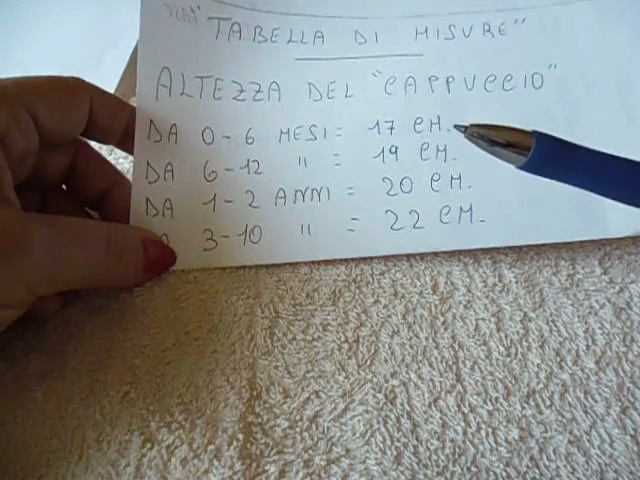 "TABELLA DI MISURE"
ALTEZZA DEL "CAPPUCCIO"
DA 0-6 MESI = 17 CM.
DA 6-12 " = 19 CM.
DA 1-2 ANNI = 20 CM.
3-10 " = 22 CM.